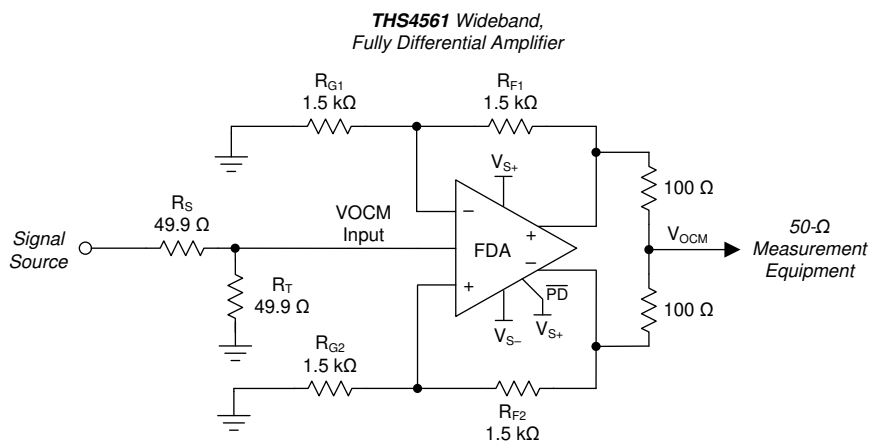 THS4561 Wideband,
Fully Differential Amplifier
RG1
1.5 kΩ
RF1
1.5 kΩ
VS+
100 Ω
RS
49.9 Ω
VOCM
Input
Signal
Source
−
+
FDA
−
+
VOCM
50-Ω
Measurement
Equipment
RT
49.9 Ω
PD
VS−
VS+
100 Ω
RG2
1.5 kΩ
RF2
1.5 kΩ